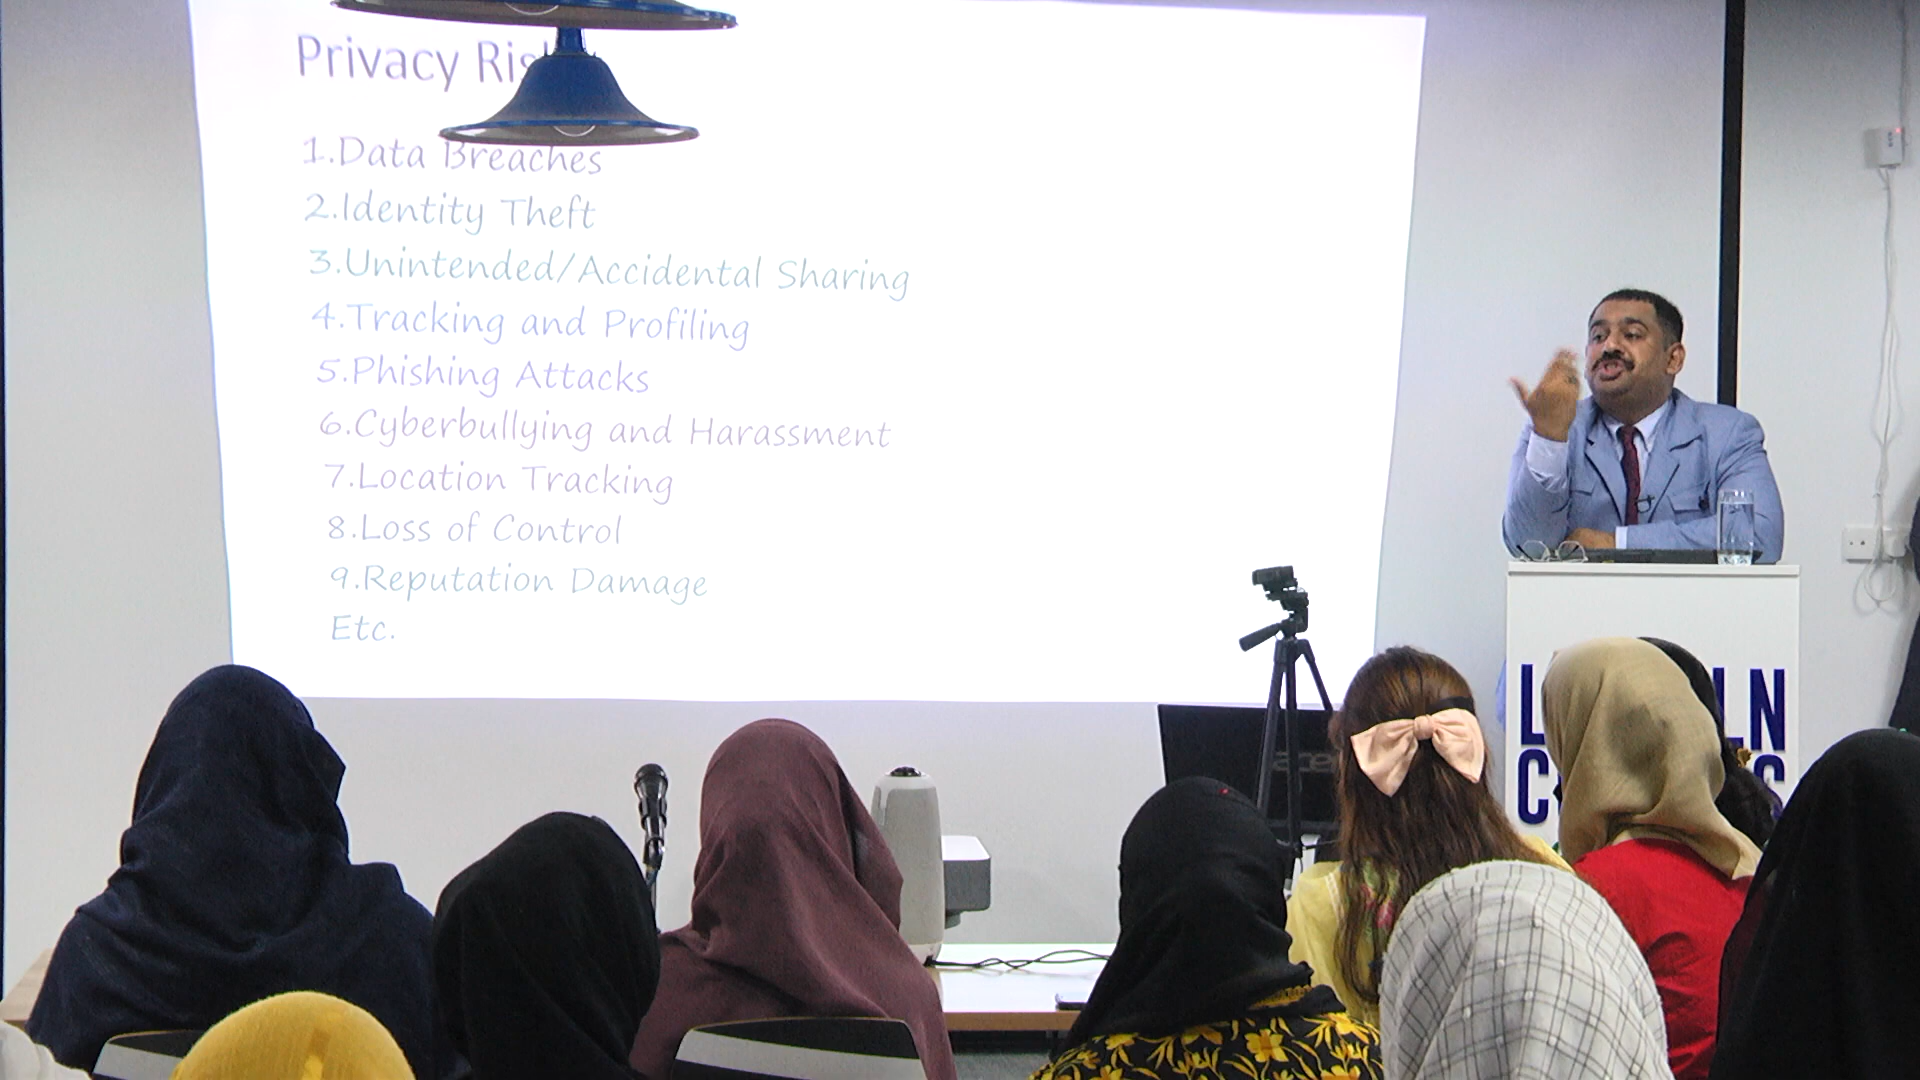 Privacy
1.Data Breaches
2.Identity Theft
3.Unintended/Accidental Sharing
4.Tracking and Profiling
5.Phishing Attacks
6.Cyberbullying and Harassment
7.Location Tracking
8.Loss of Control
9.Reputation Damage
Etc.
acer